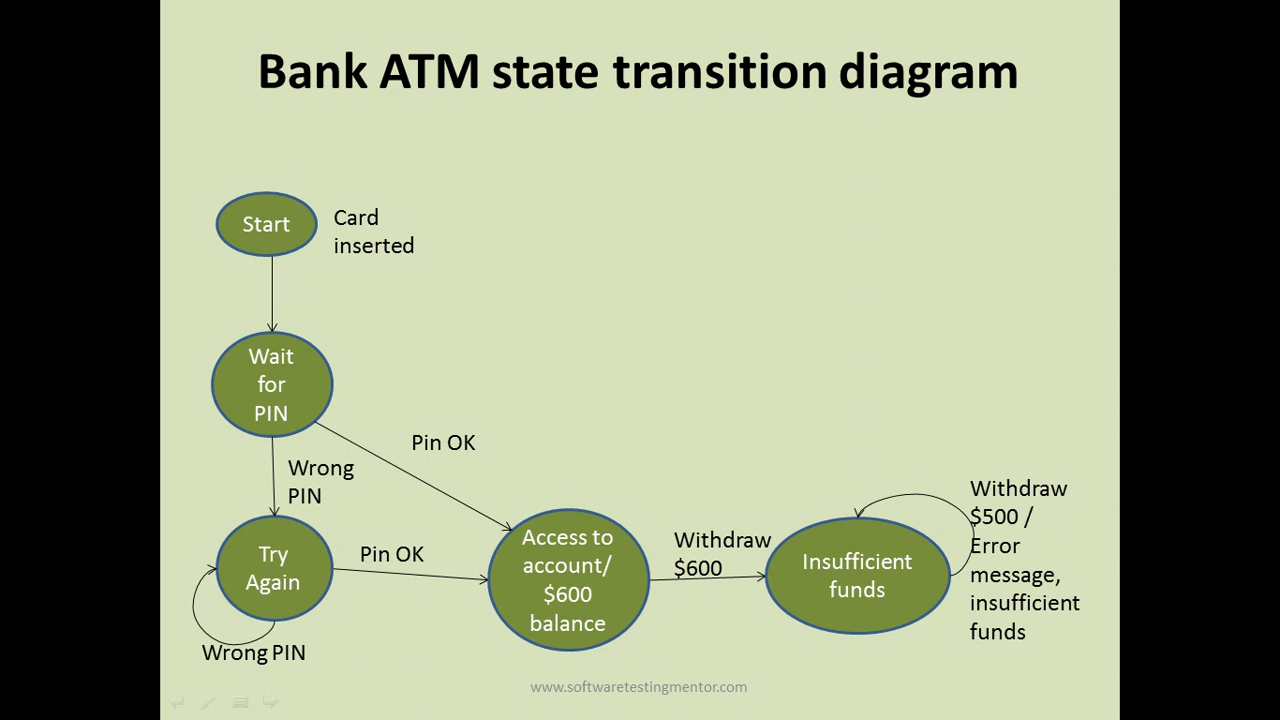 Bank ATM state transition diagram
Start
Card
inserted
Wait
for
PIN
Pin OK
Wrong
PIN
Try
Again
Pin OK
Wrong PIN
Access to
account/
$600
balance
Withdraw
$600
Insufficient
funds
Withdraw
$500 /
Error
message,
insufficient
funds
www.softwaretestingmentor.com